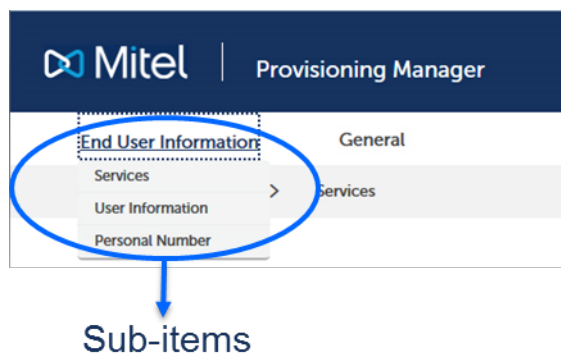 Mitel
Provisioning Manager
End User Information General
Services > Services
User Information
Personal Number
Sub-items